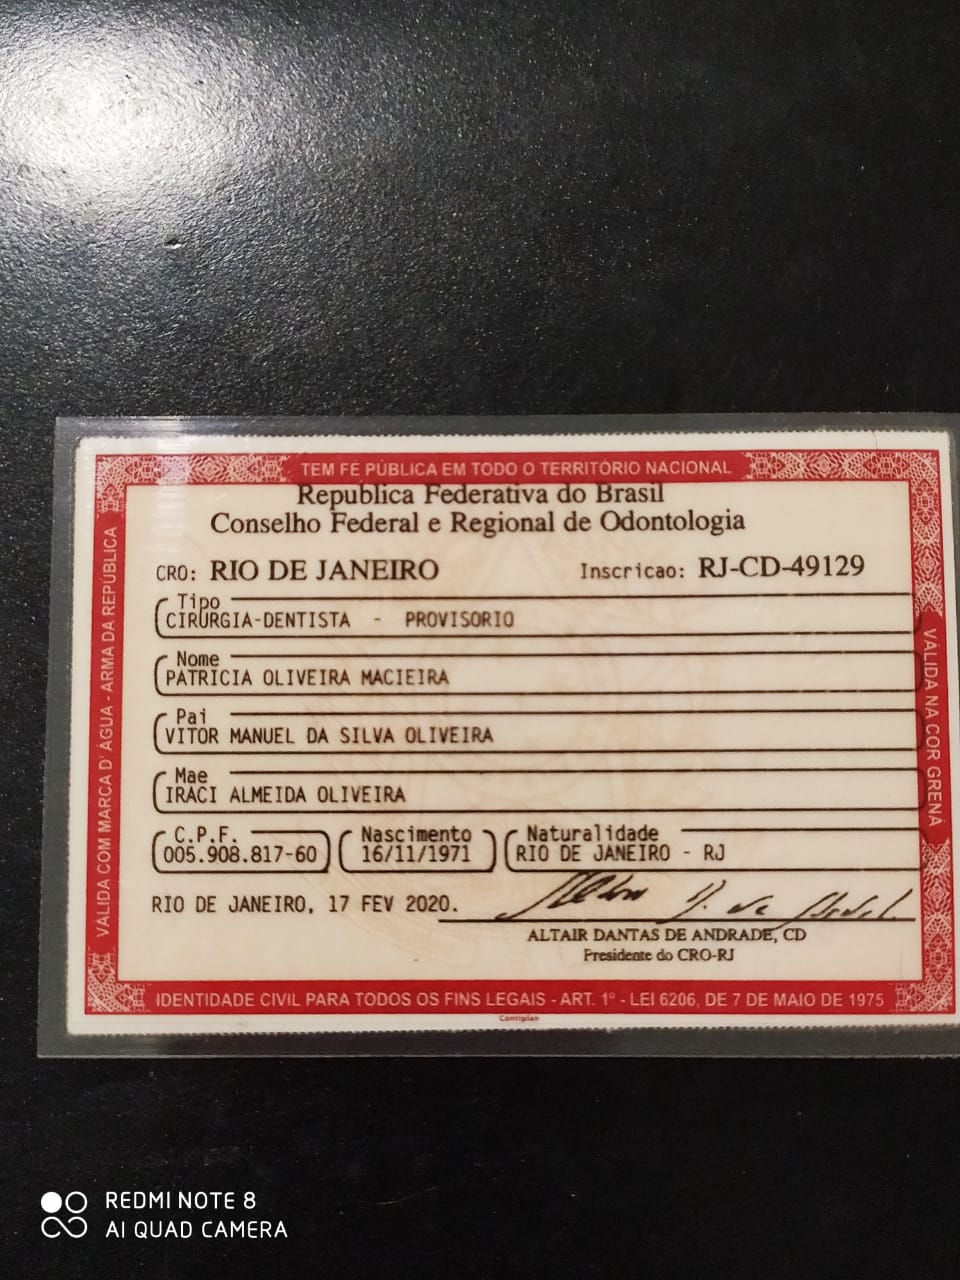 TEM FÉ PÚBLICA EM TODO O TERRITÓRIO NACIONAL
Republica Federativa do Brasil
Conselho Federal e Regional de Odontologia
CRO: RIO DE JANEIRO Inscricao: RJ-CD-49129
Tipo
CIRURGIA-DENTISTA - PROVISORIO
Nome
PATRICIA OLIVEIRA MACIEIRA
Pai
VITOR MANUEL DA SILVA OLIVEIRA
Mae
IRACI ALMEIDA OLIVEIRA
C.P.F. Nascimento Naturalidade
005.908.817-60 16/11/1971 RIO DE JANEIRO - RJ
RIO DE JANEIRO, 17 FEV 2020.
ALTAIR DANTAS DE ANDRADE, CD
Presidente do CRO-RJ
IDENTIDADE CIVIL PARA TODOS OS FINS LEGAIS - ART. 1º - LEI 6206, DE 7 DE MAIO DE 1975
Contiplan
VÁLIDA COM MARCA D'ÁGUA - ARMA DA REPÚBLICA
VÁLIDA NA COR GRENÁ
REDMI NOTE 8
AI QUAD CAMERA